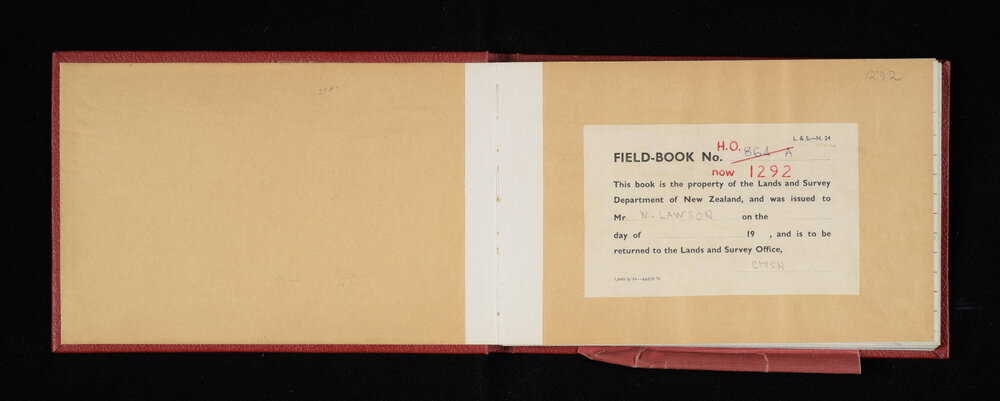 1292
L. & S.—N. 24
H.O.
FIELD-BOOK No. 864 A
now 1292
This book is the property of the Lands and Survey
Department of New Zealand, and was issued to
Mr W. LAWSON on the
day of 19 , and is to be
returned to the Lands and Survey Office,
CHCH